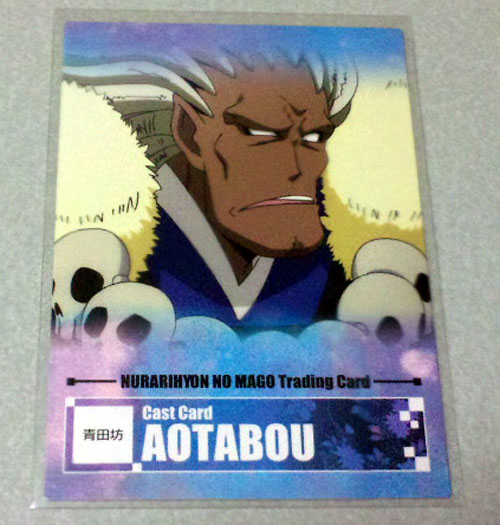 NURARIHYON NO MAGO Trading Card
Cast Card
青田坊
AOTABOU